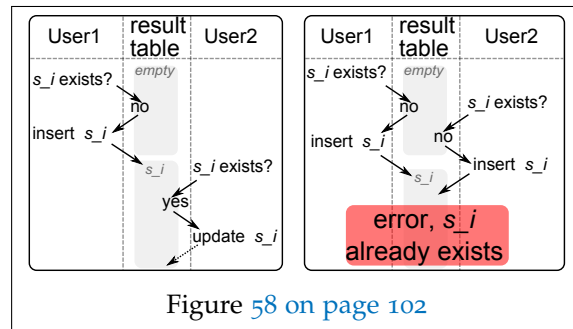 User1
result
table
User2
empty
s_i exists?
no
insert s_i
s_i
s_i exists?
yes
update s_i
User1
result
table
User2
empty
s_i exists?
no
s_i exists?
no
insert s_i
insert s_i
s_i
error, s_i
already exists
Figure 58 on page 102